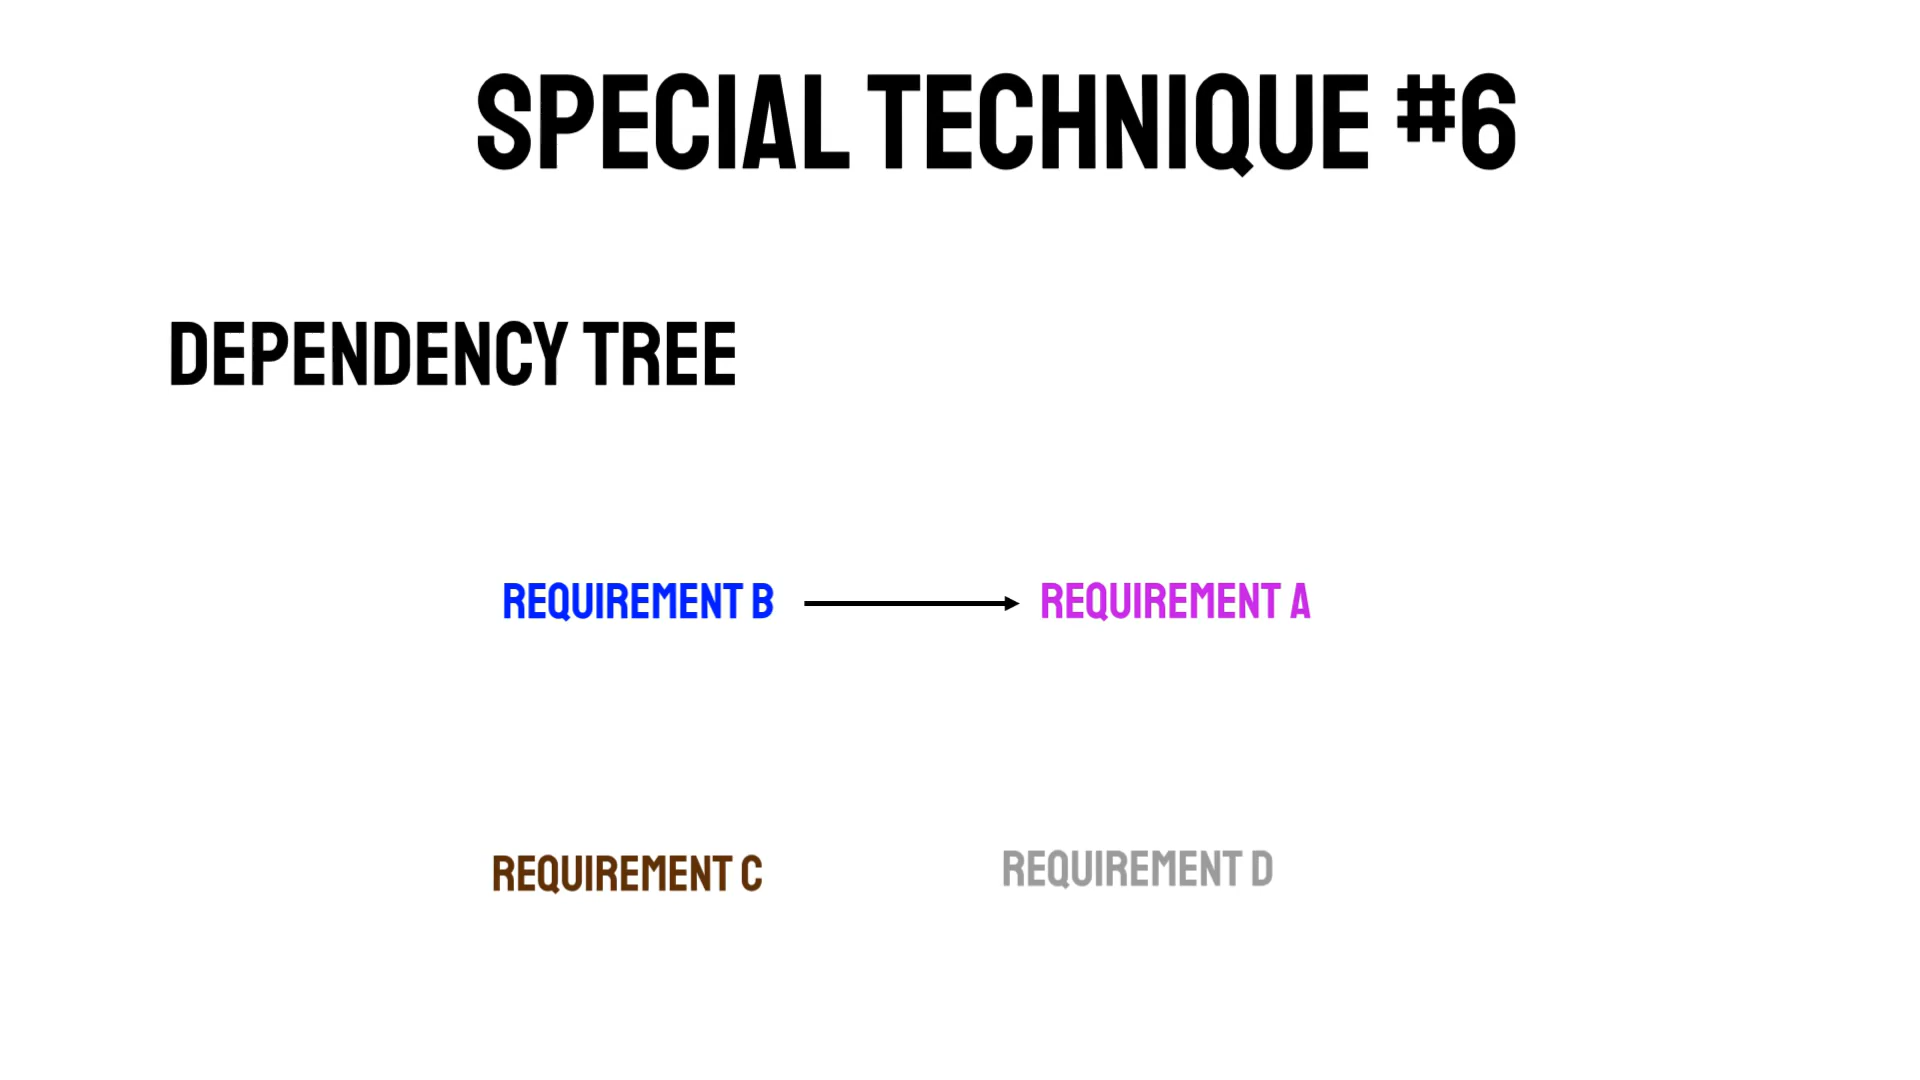 SPECIAL TECHNIQUE #6
DEPENDENCY TREE
REQUIREMENT B
REQUIREMENT A
REQUIREMENT C
REQUIREMENT D